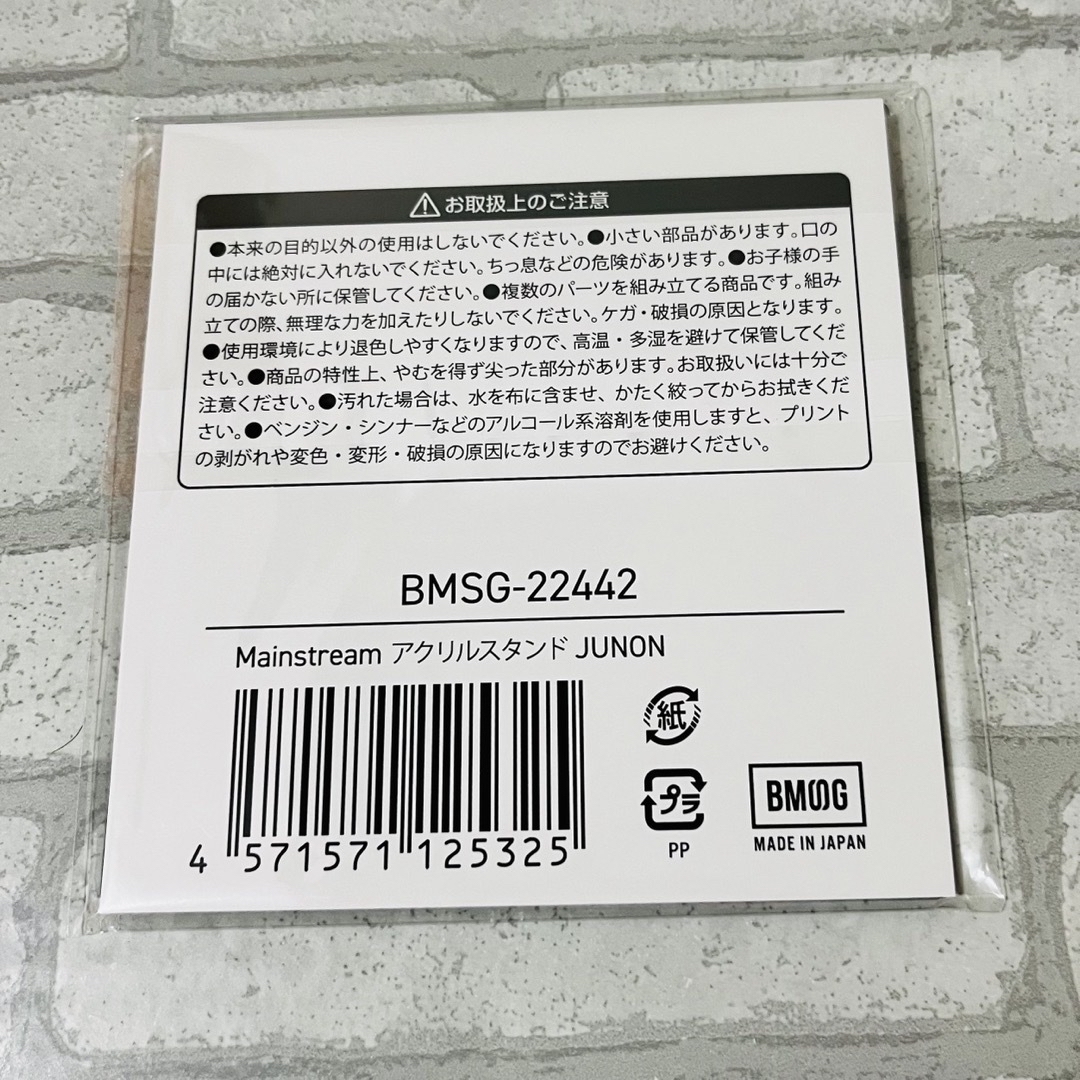 ⚠お取扱上のご注意
●本来の目的以外の使用はしないでください。●小さい部品があります。口の
中には絶対に入れないでください。ちっ息などの危険があります。●お子様の手
の届かない所に保管してください。●複数のパーツを組み立てる商品です。組み
立ての際、無理な力を加えたりしないでください。ケガ・破損の原因となります。
●使用環境により退色しやすくなりますので、高温・多湿を避けて保管してくだ
さい。●商品の特性上、やむを得ず尖った部分があります。お取扱いには十分ご
注意ください。●汚れた場合は、水を布に含ませ、かたく絞ってからお拭きくだ
さい。●ベンジン・シンナーなどのアルコール系溶剤を使用しますと、プリント
の剥がれや変色・変形・破損の原因になりますのでお避けください。
BMSG-22442
Mainstream アクリルスタンド JUNON
4 571571 125325
紙
プラ
PP
BMSG
MADE IN JAPAN